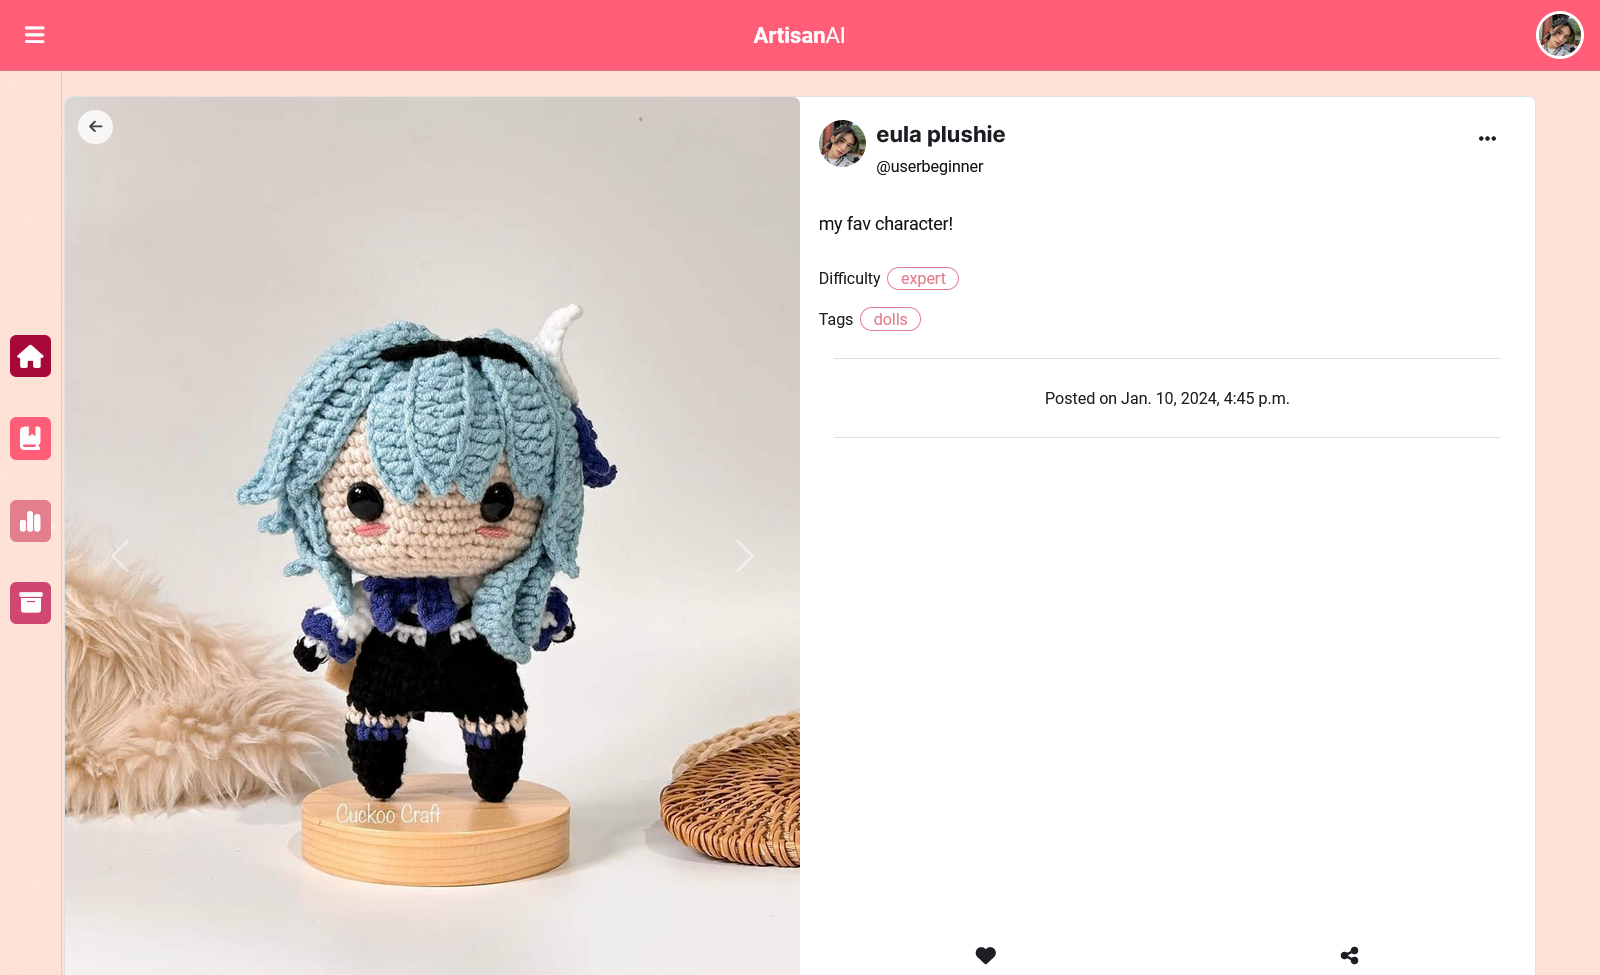 ArtisanAI
eula plushie
@userbeginner
my fav character!
Difficulty expert
Tags dolls
Posted on Jan. 10, 2024, 4:45 p.m.
Cuckoo Craft